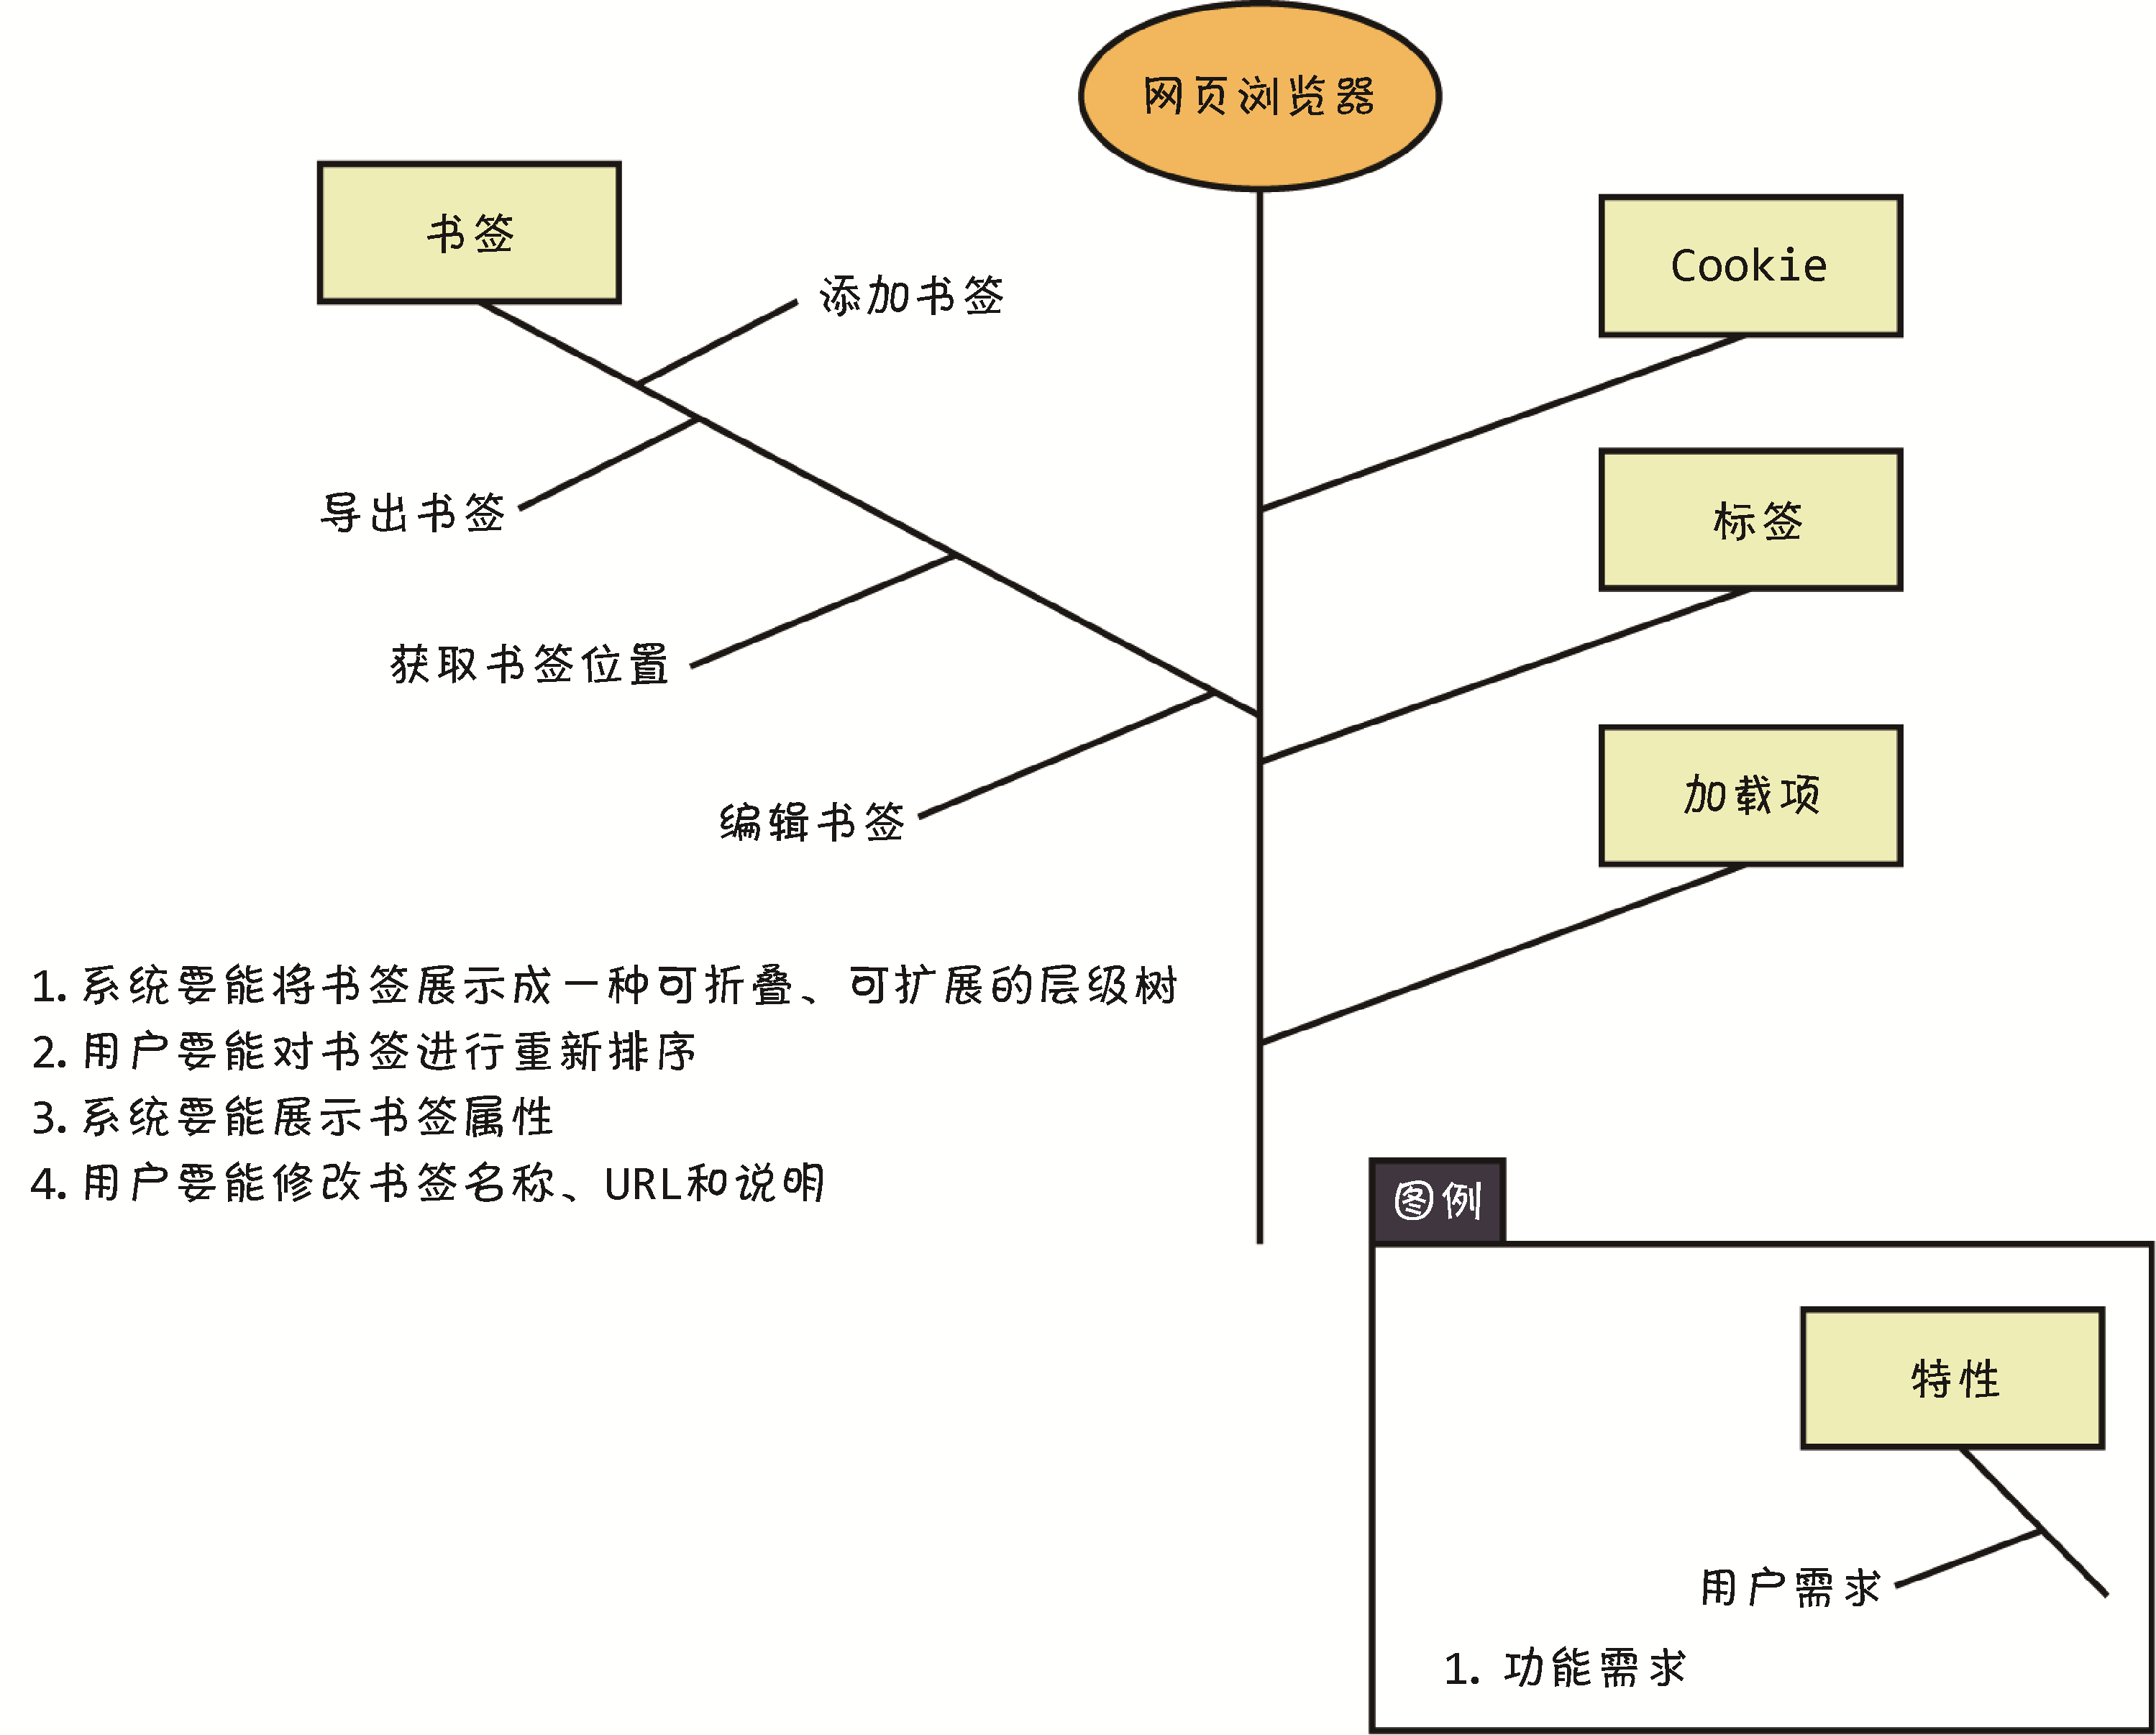 网页浏览器
书签
Cookie
添加书签
标签
导出书签
获取书签位置
加载项
编辑书签
1. 系统要能将书签展示成一种可折叠、可扩展的层级树
2. 用户要能对书签进行重新排序
3. 系统要能展示书签属性
4. 用户要能修改书签名称、URL和说明
图例
特性
用户需求
1. 功能需求